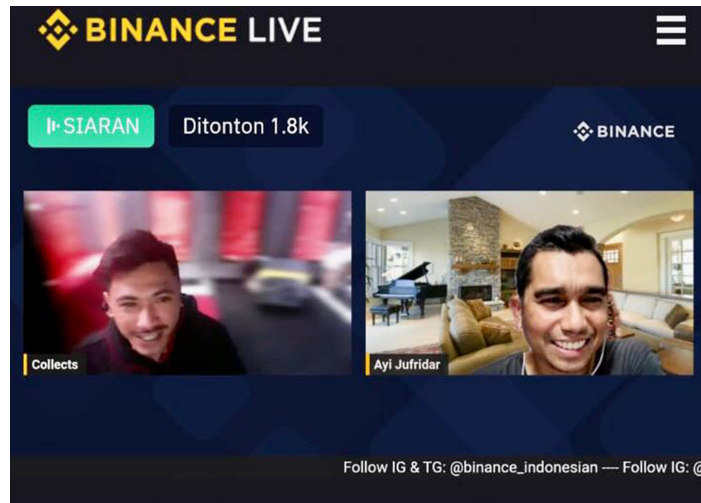 BINANCE LIVE
SIARAN
Ditonton 1.8k
BINANCE
Collects
Ayi Jufridar
Follow IG & TG: @binance_indonesian ---- Follow IG: @